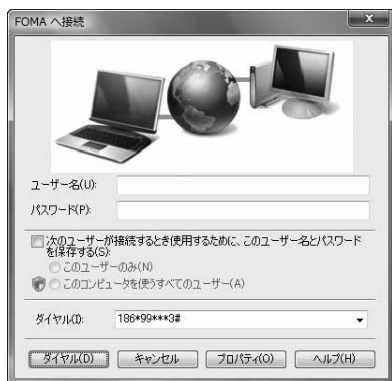 FOMA へ接続
ユーザー名(U):
パスワード(P):
次のユーザーが接続するとき使用するために、このユーザー名とパスワード
を保存する(S):
このユーザーのみ(N)
このコンピュータを使うすべてのユーザー(A)
ダイヤル(I): 186*99***3#
ダイヤル(D) キャンセル プロパティ(O) ヘルプ(H)